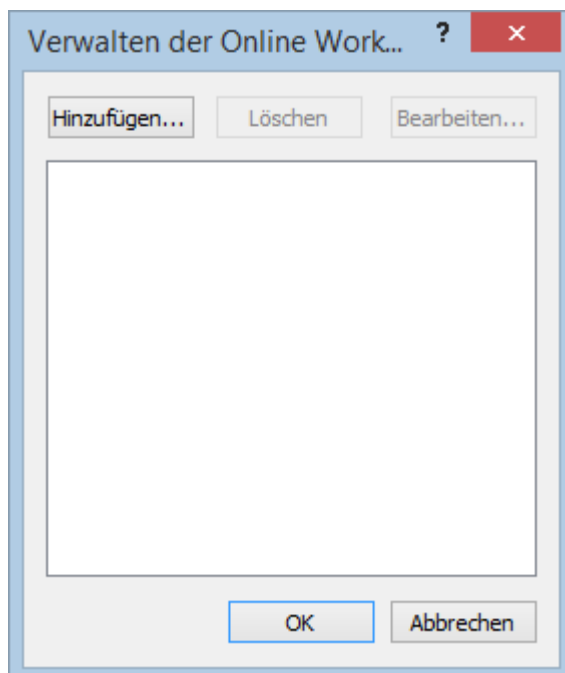 Verwalten der Online Work... ? ×
Hinzufügen... Löschen Bearbeiten...
OK Abbrechen